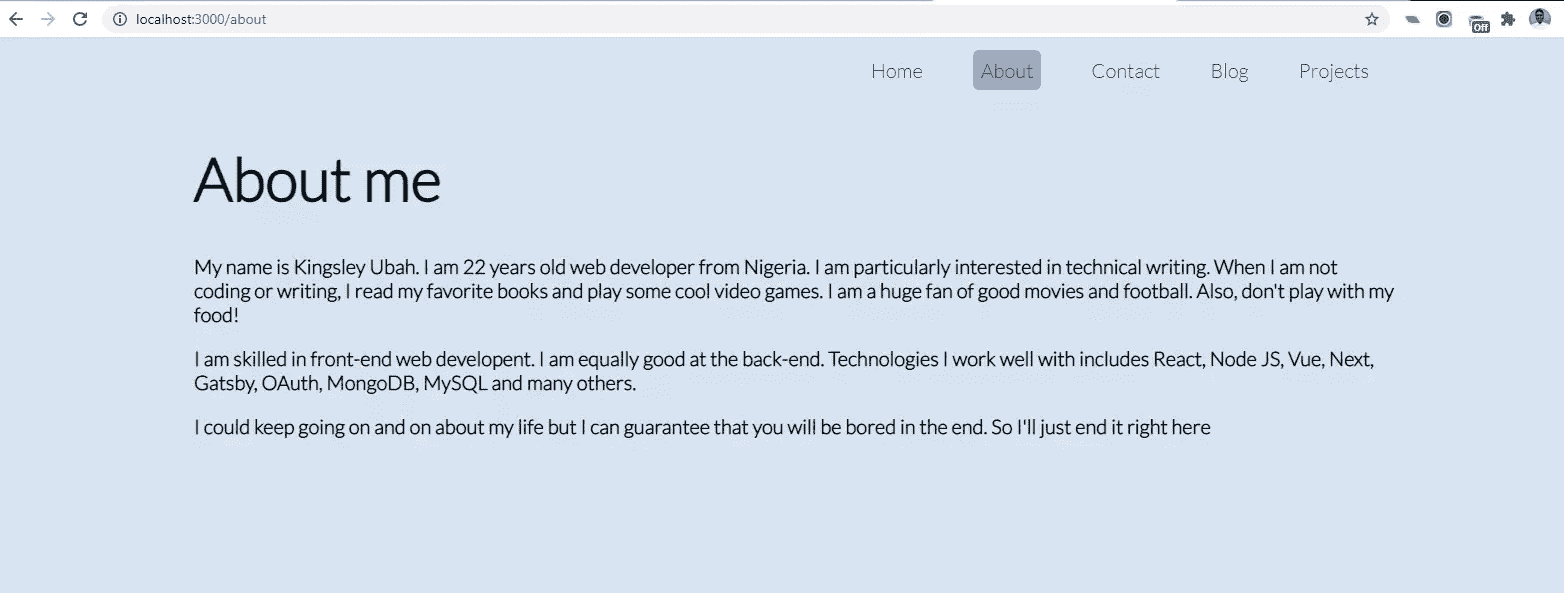 localhost:3000/about
Off
Home About Contact Blog Projects
About me
My name is Kingsley Ubah. I am 22 years old web developer from Nigeria. I am particularly interested in technical writing. When I am not
coding or writing, I read my favorite books and play some cool video games. I am a huge fan of good movies and football. Also, don't play with my
food!
I am skilled in front-end web developent. I am equally good at the back-end. Technologies I work well with includes React, Node JS, Vue, Next,
Gatsby, OAuth, MongoDB, MySQL and many others.
I could keep going on and on about my life but I can guarantee that you will be bored in the end. So I'll just end it right here